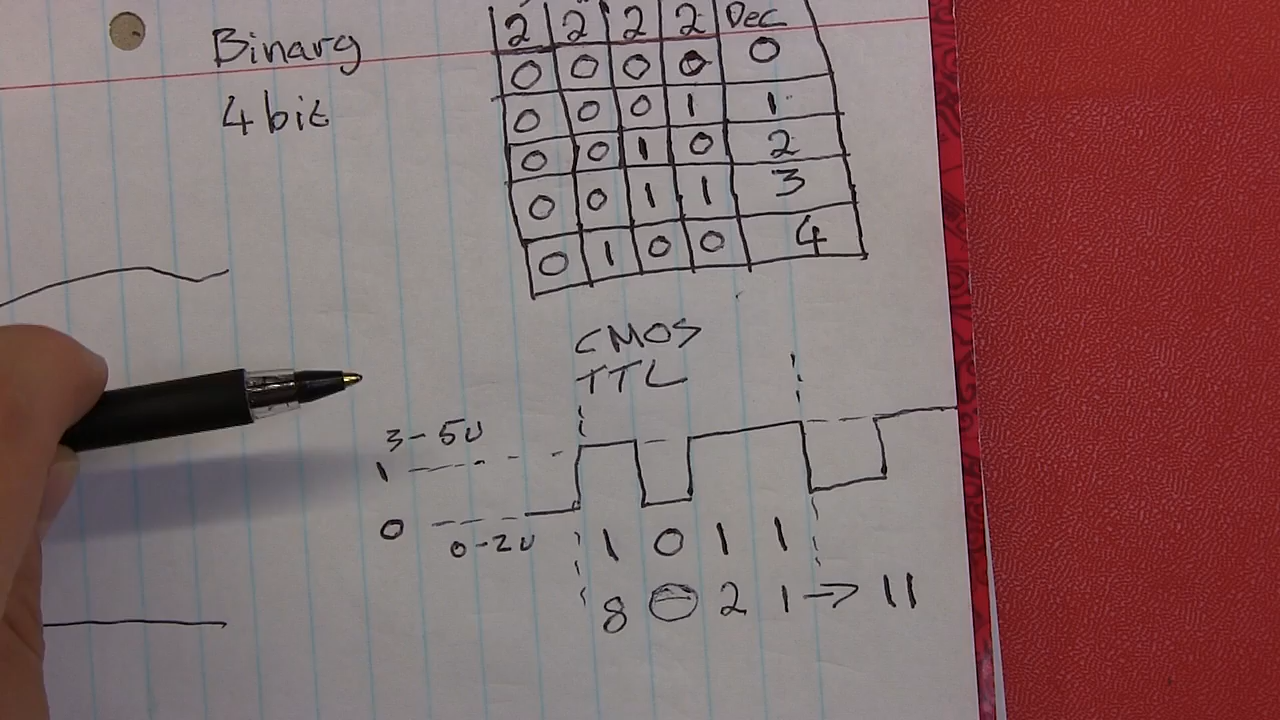 Binary
4 bit
2 2 2 2 Dec
0 0 0 0 0
0 0 0 1 1
0 0 1 0 2
0 0 1 1 3
0 1 0 0 4
CMOS
TTL
3-5v
1
0
0-2v
1 0 1 1
8 0 2 1 → 11